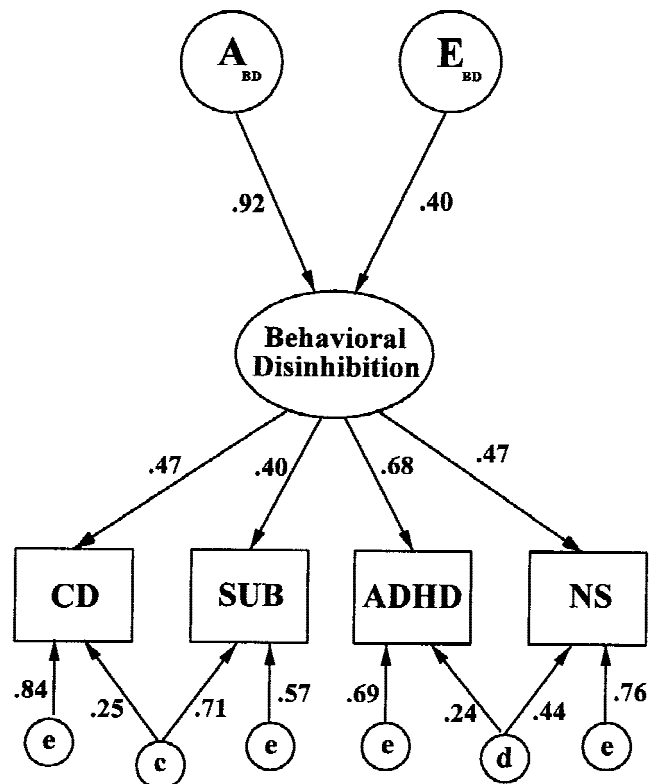 A BD
E BD
.92
.40
Behavioral
Disinhibition
.47
.40
.68
.47
CD
SUB
ADHD
NS
.84
.25
.71
.57
.69
.24
.44
.76
e
c
e
e
d
e